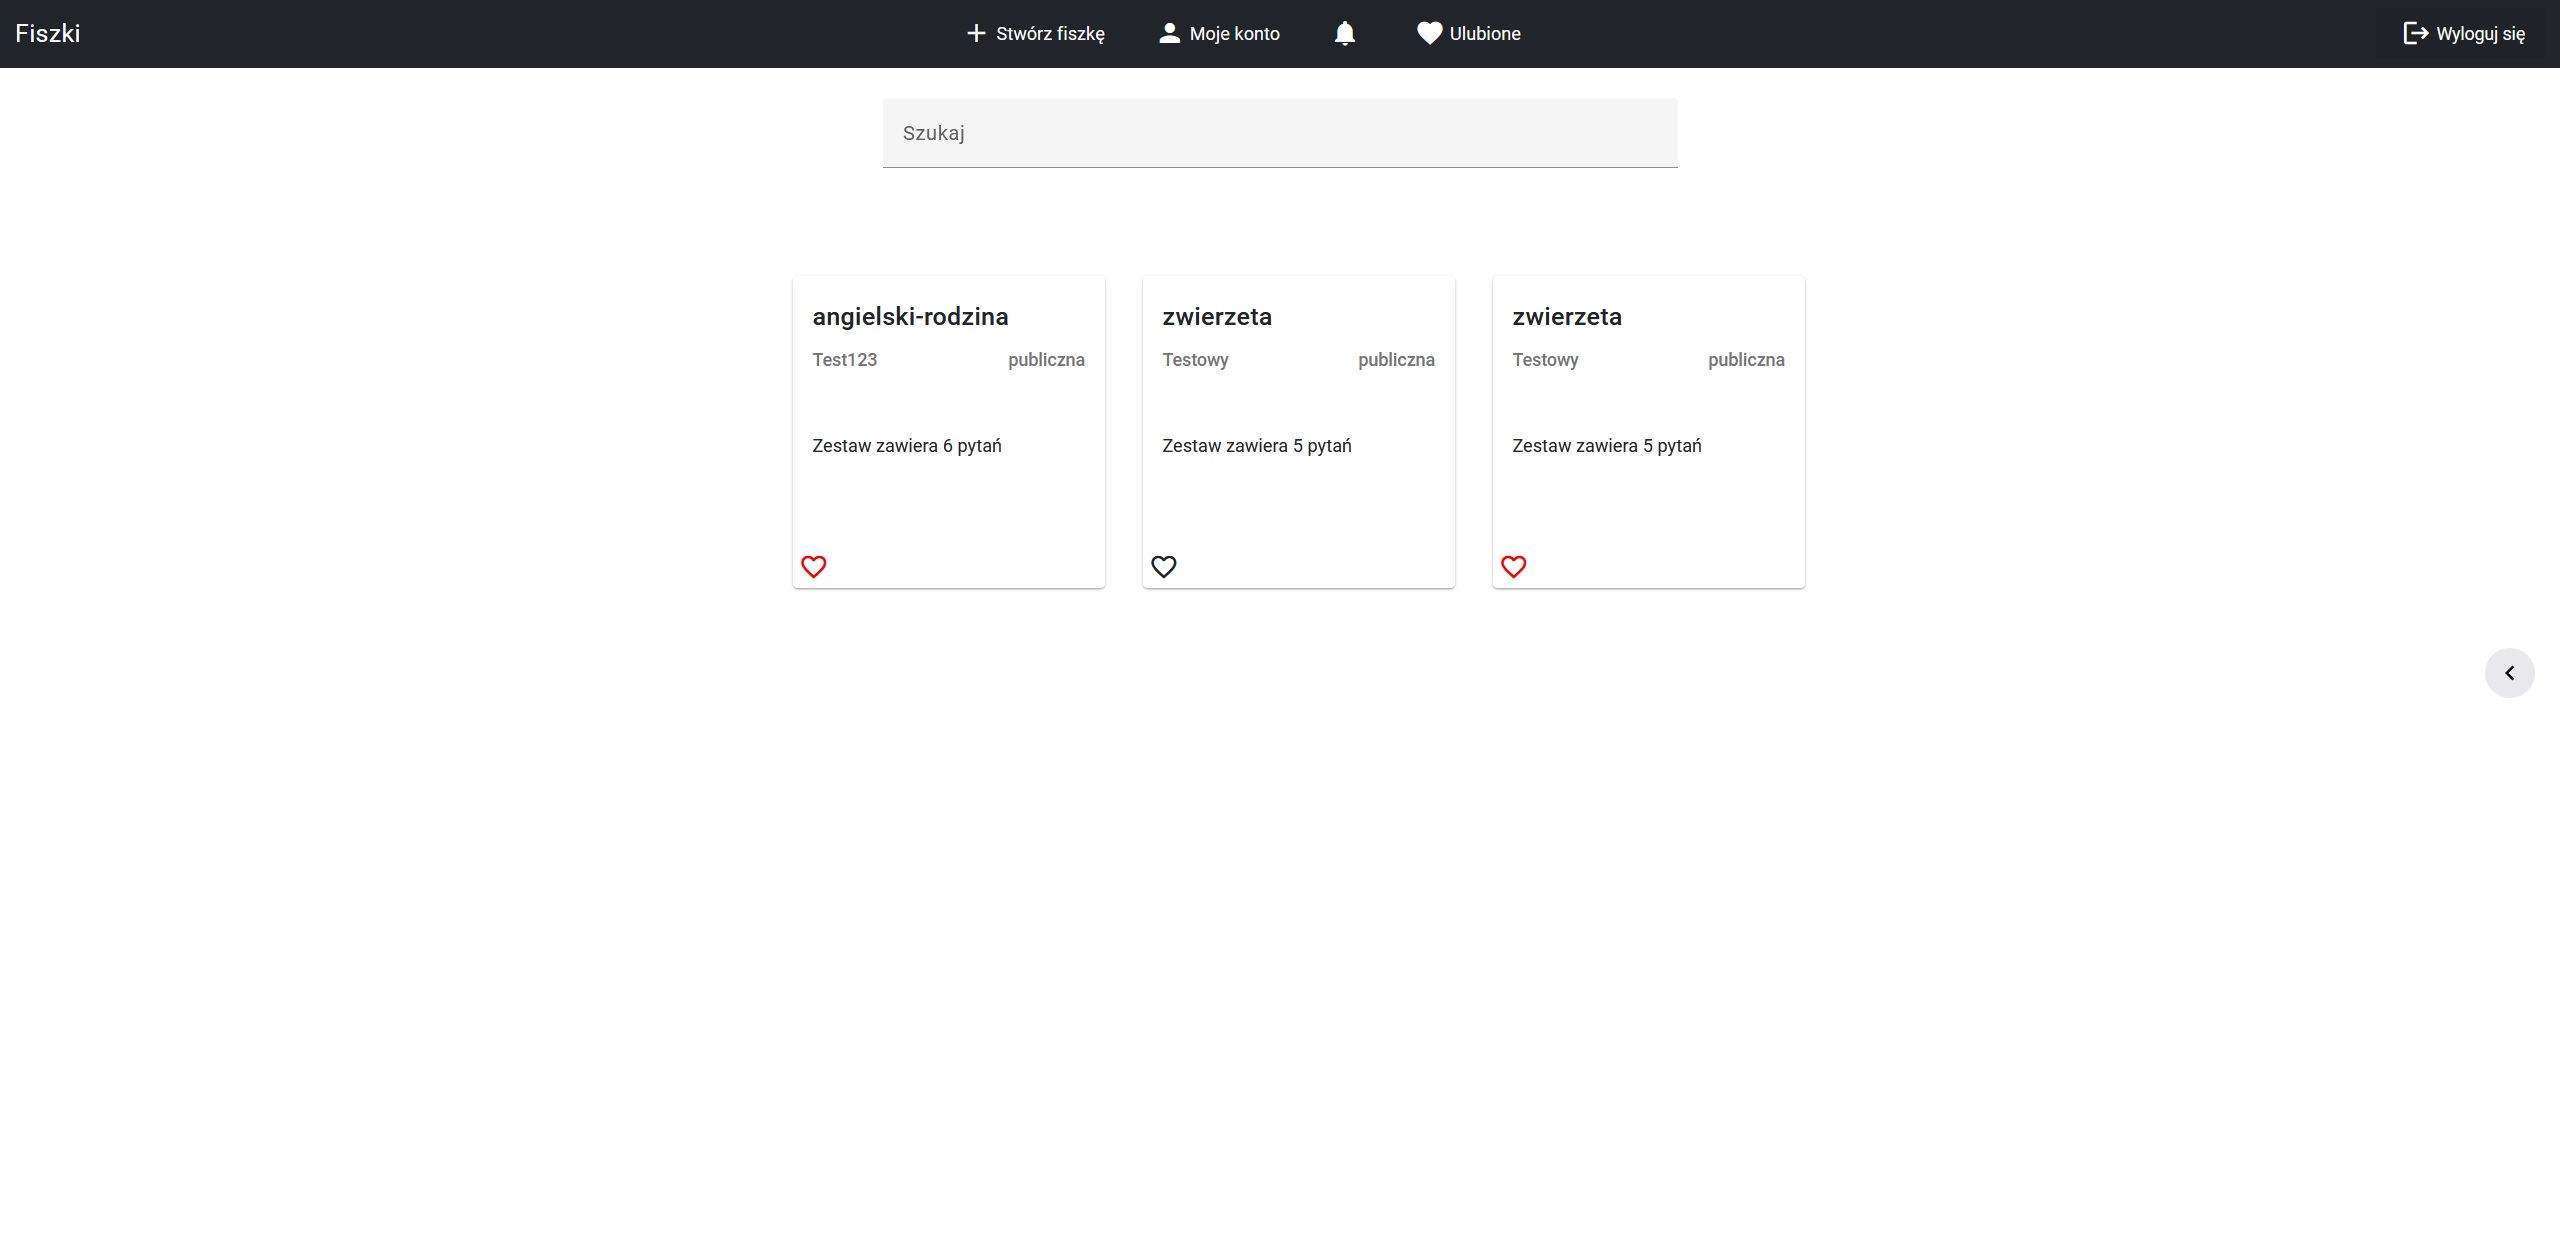 Fiszki
Stwórz fiszkę
Moje konto
Ulubione
Wyloguj się
Szukaj
angielski-rodzina
Test123
publiczna
Zestaw zawiera 6 pytań
zwierzeta
Testowy
publiczna
Zestaw zawiera 5 pytań
zwierzeta
Testowy
publiczna
Zestaw zawiera 5 pytań